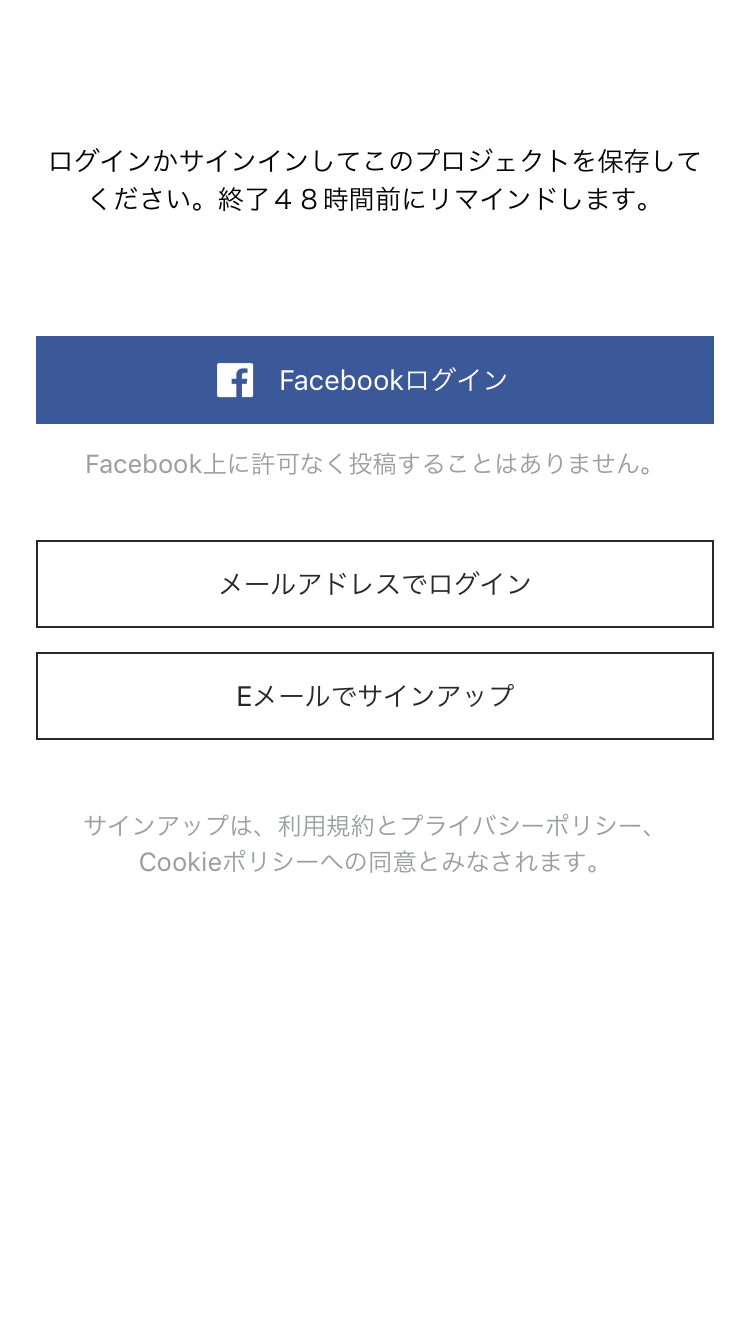 ログインかサインインしてこのプロジェクトを保存して
ください。終了４８時間前にリマインドします。
Facebookログイン
Facebook上に許可なく投稿することはありません。
メールアドレスでログイン
Eメールでサインアップ
サインアップは、利用規約とプライバシーポリシー、
Cookieポリシーへの同意とみなされます。